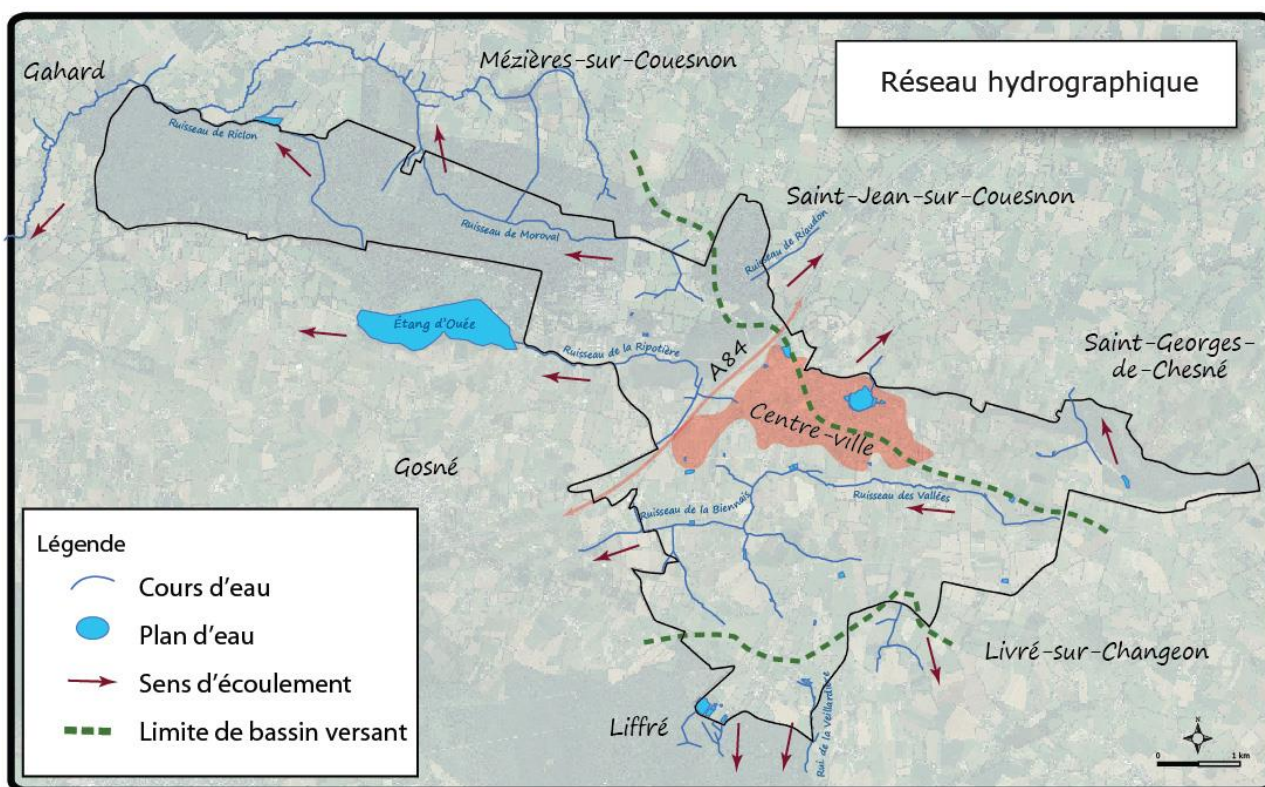 Réseau hydrographique
Gahard
Mézières-sur-Couesnon
Ruisseau de Riclon
Saint-Jean-sur-Couesnon
Ruisseau de Moroval
Ruisseau de Riaudon
Étang d'Ouée
Ruisseau de la Ripotière
A84
Saint-Georges-
de-Chesné
Centre-ville
Gosné
Ruisseau des Vallées
Ruisseau de la Biennais
Livré-sur-Changeon
Liffré
Rui. de la Veillardière
Légende
Cours d'eau
Plan d'eau
Sens d'écoulement
Limite de bassin versant
N
0
1 km